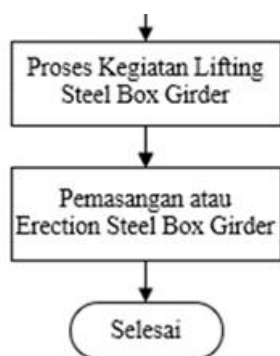 Proses Kegiatan Lifting
Steel Box Girder
Pemasangan atau
Erection Steel Box Girder
Selesai